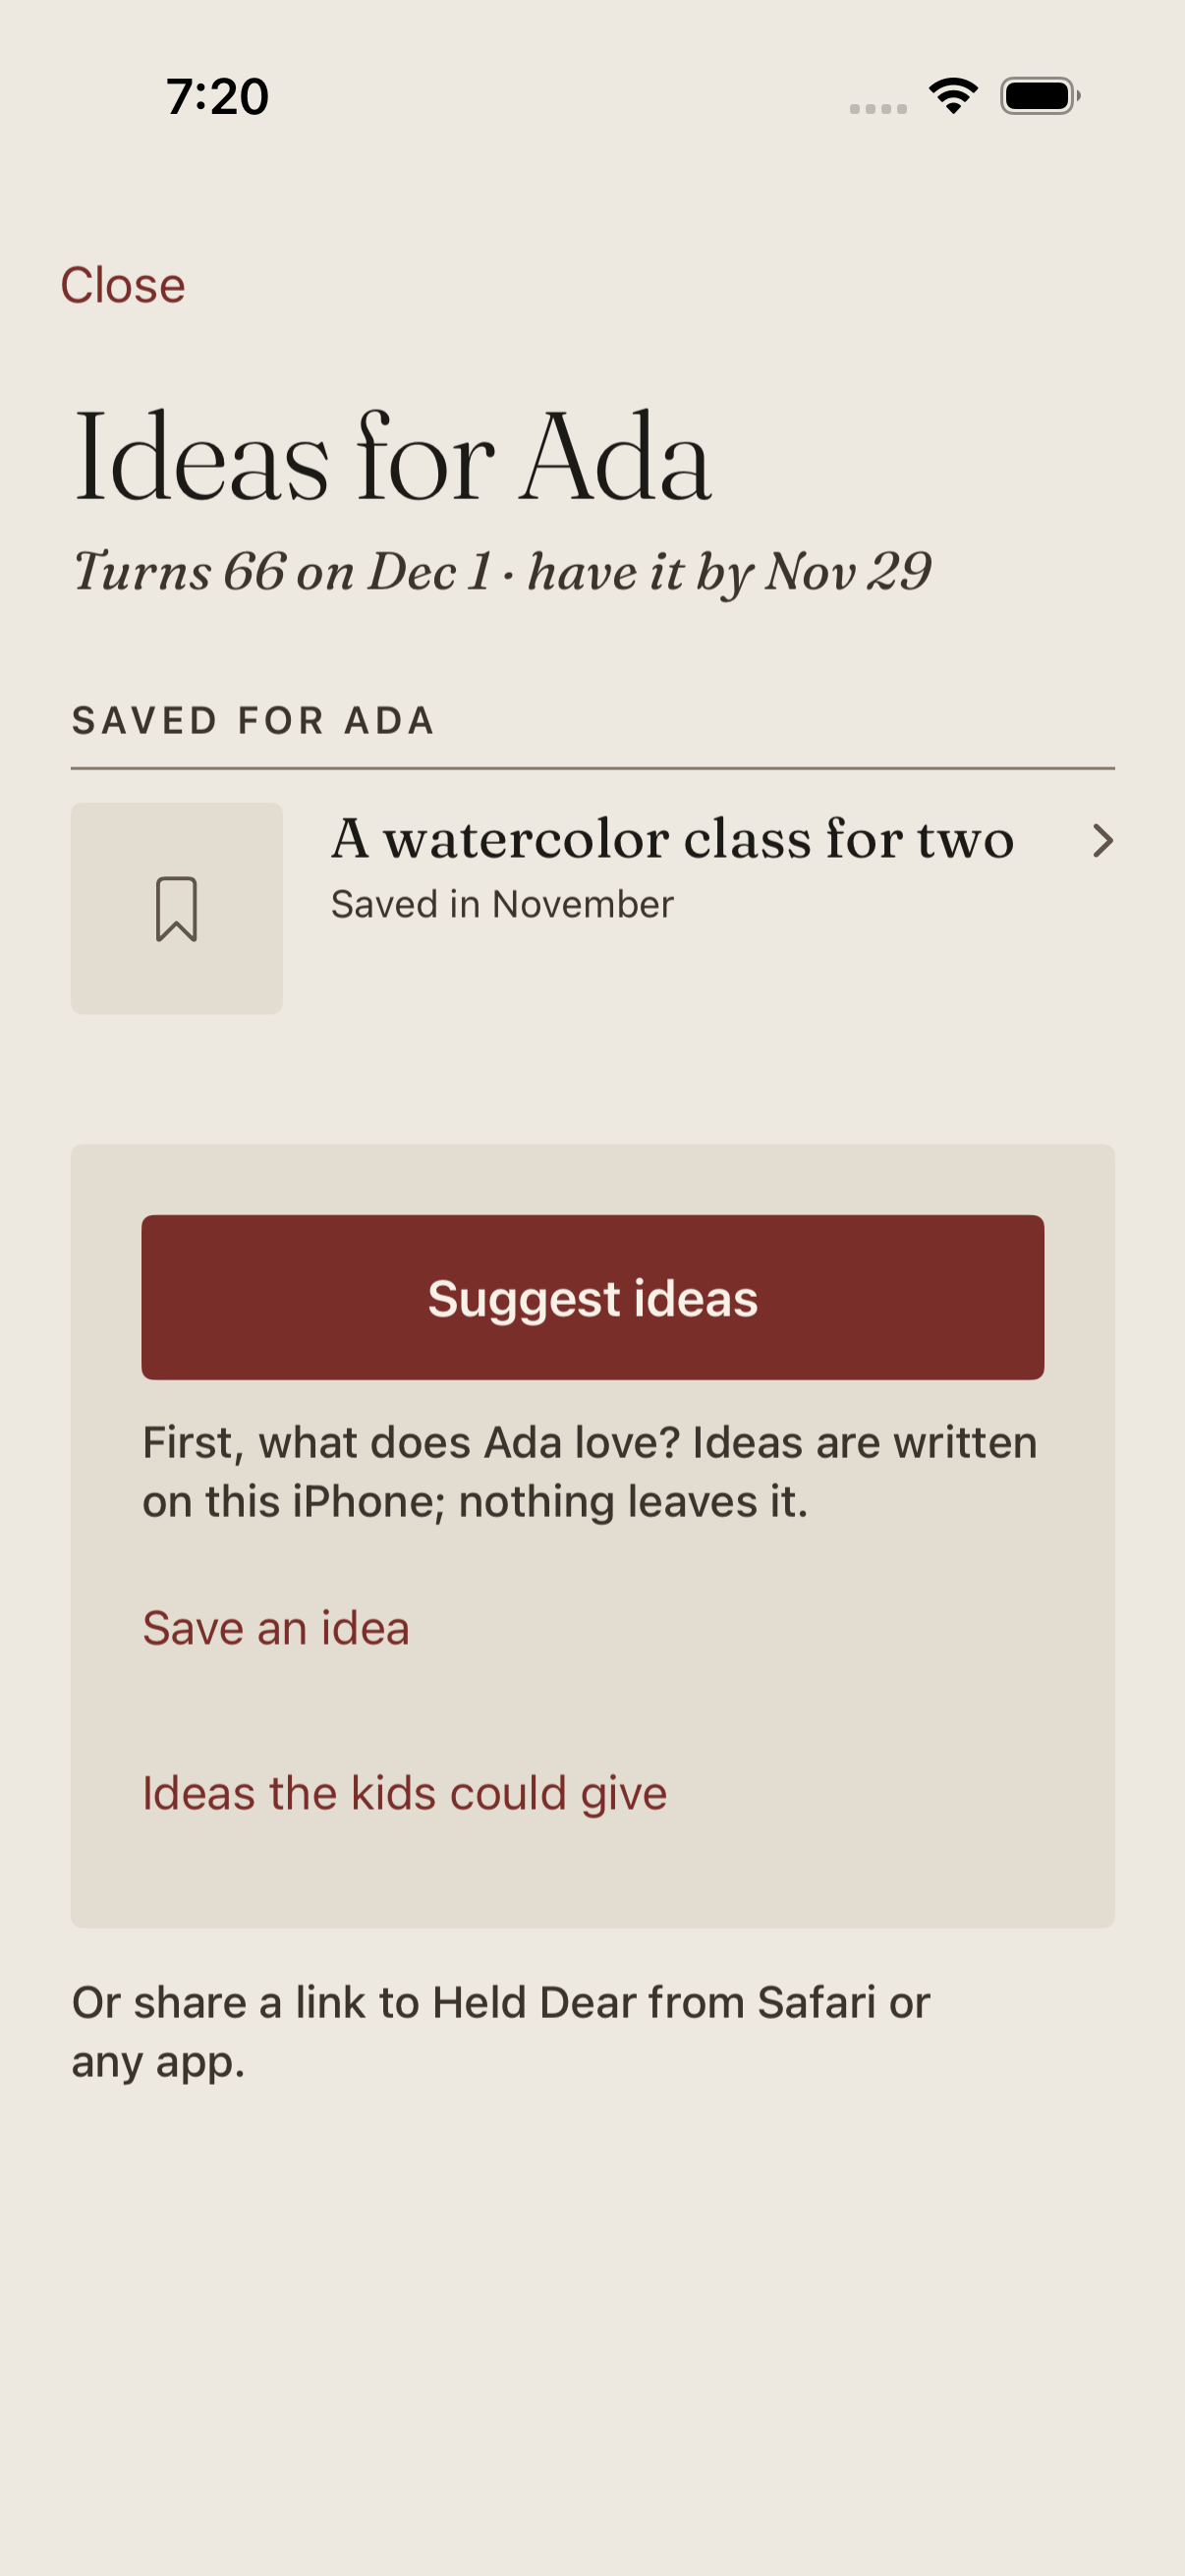 7:20
Close
Ideas for Ada
Turns 66 on Dec 1 · have it by Nov 29
SAVED FOR ADA
A watercolor class for two
Saved in November
Suggest ideas
First, what does Ada love? Ideas are written
on this iPhone; nothing leaves it.
Save an idea
Ideas the kids could give
Or share a link to Held Dear from Safari or
any app.